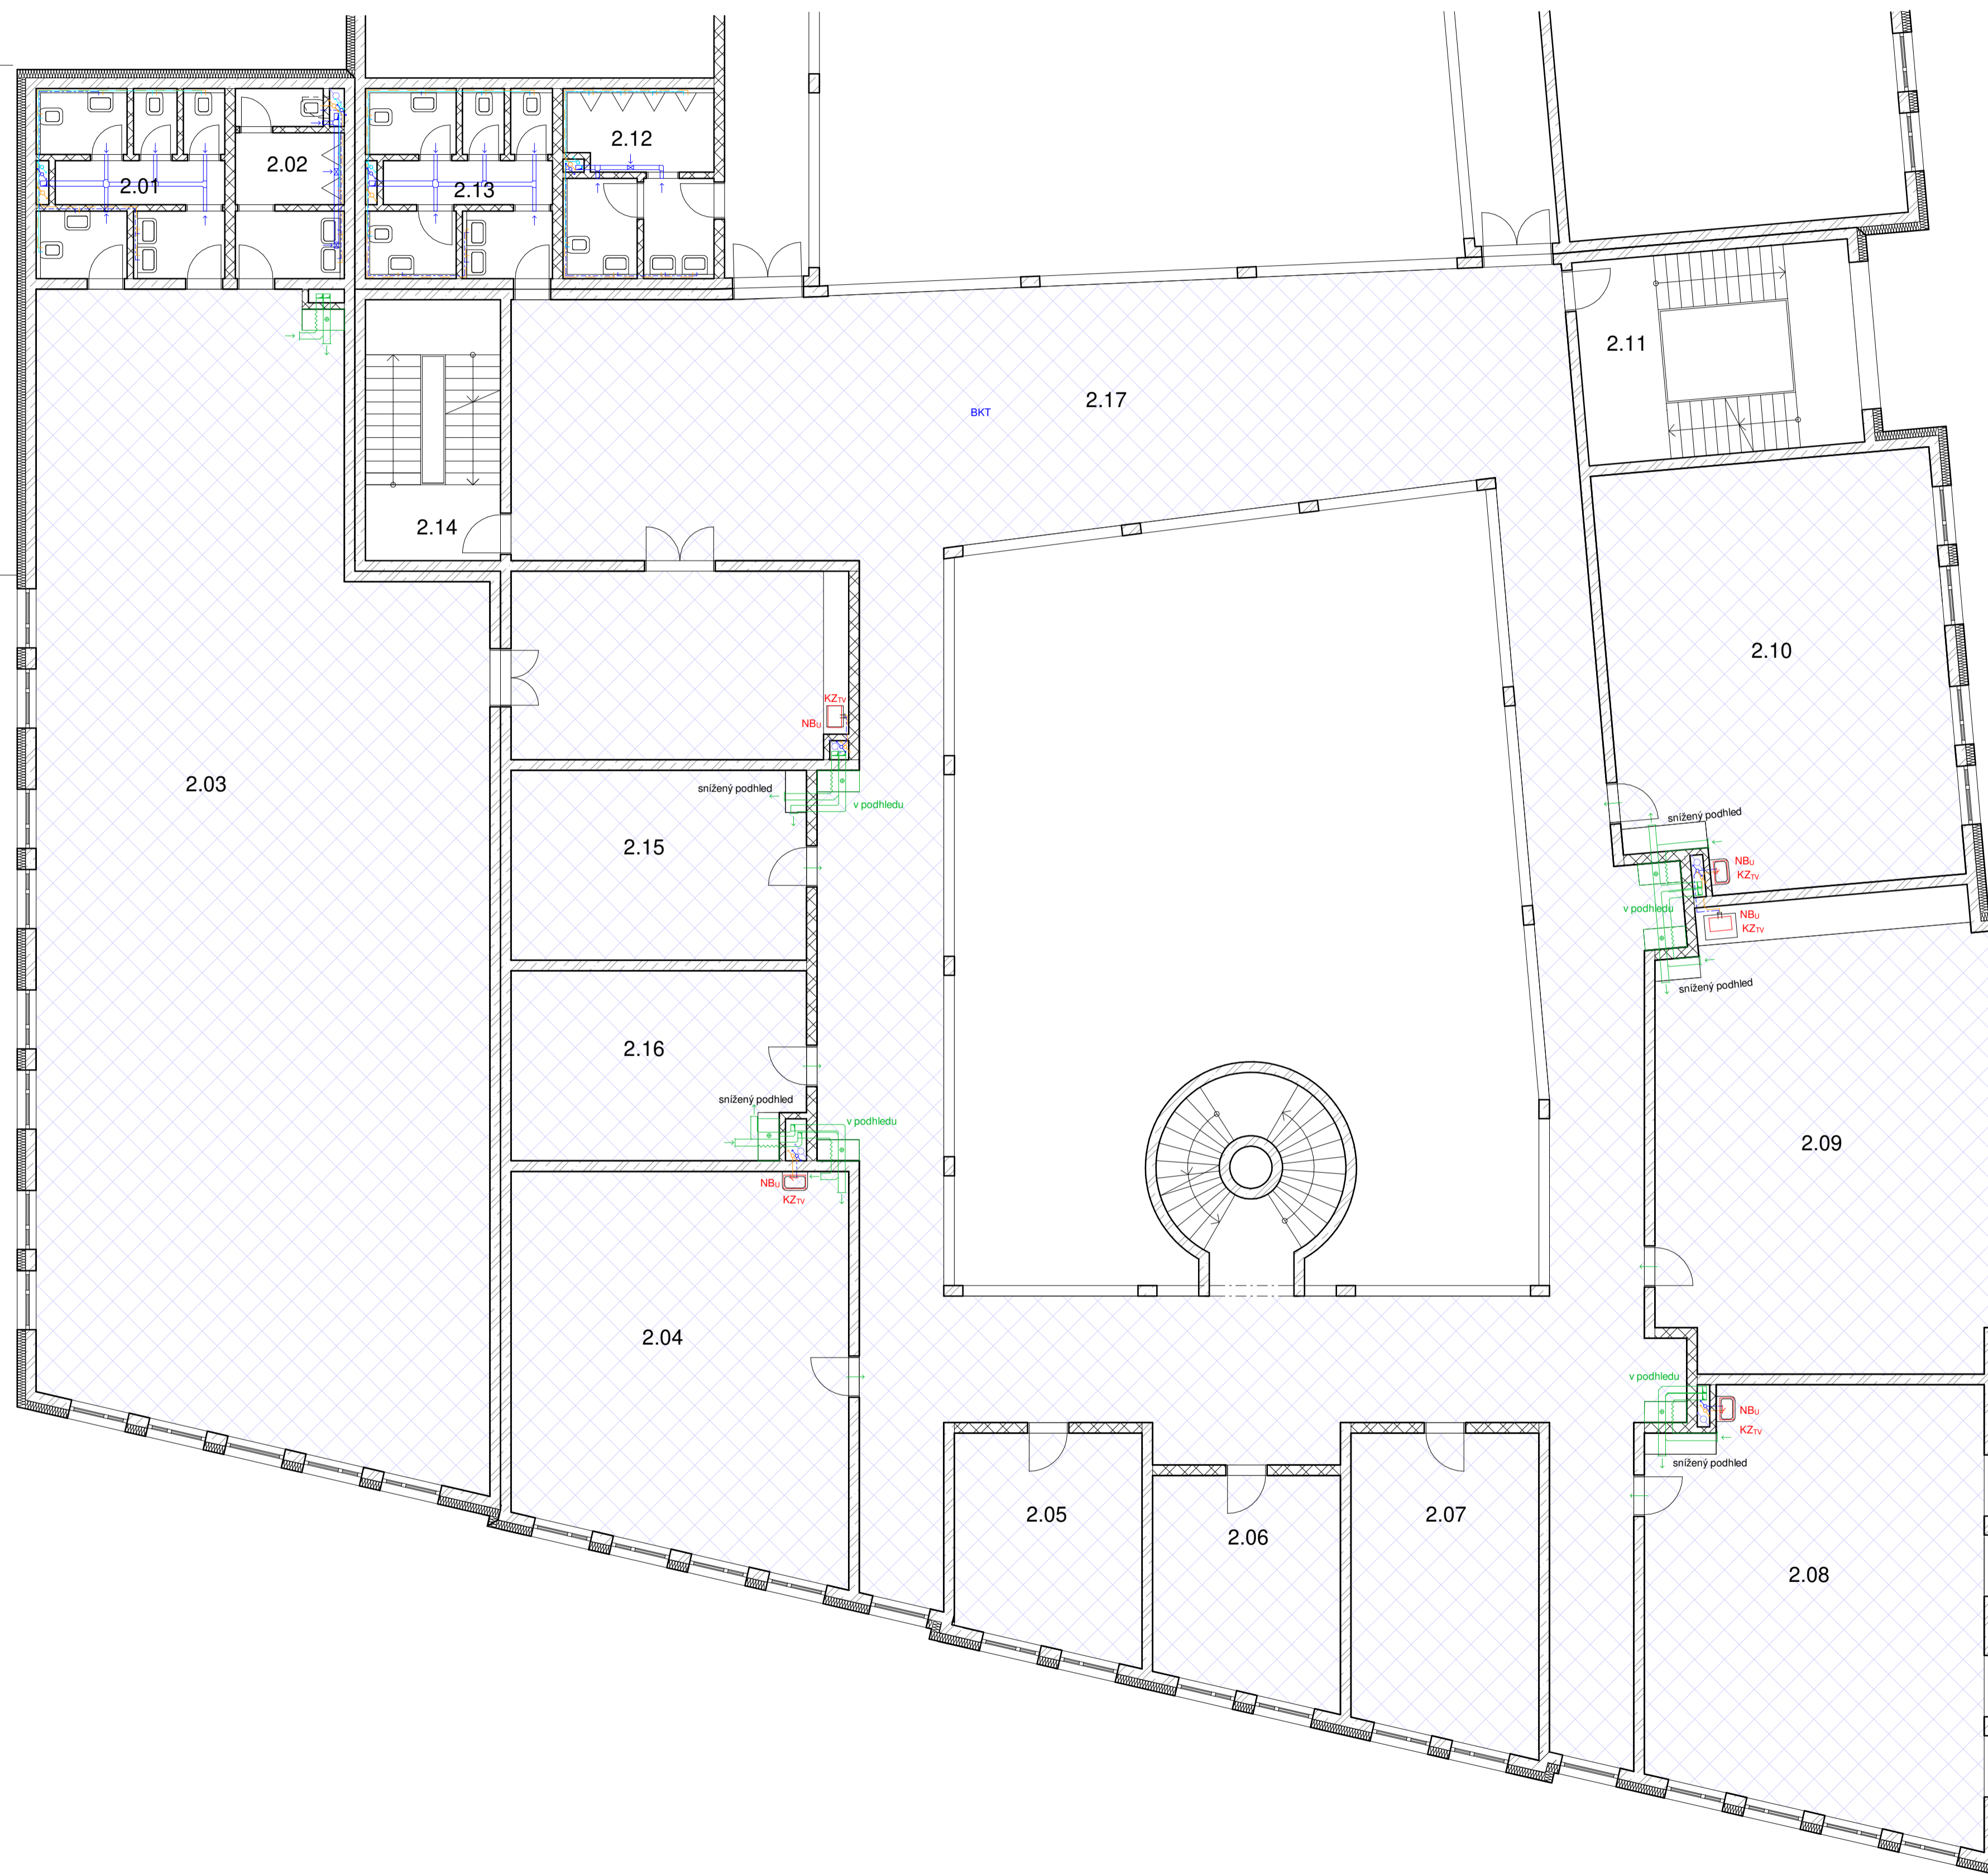 2.12
2.02
2.01
2.13
2.11
2.17
BKT
2.14
2.10
KZTV
NBU
2.03
snížený podhled
v podhledu
snížený podhled
2.15
NBU
KZTV
v podhledu
NBU
KZTV
snížený podhled
2.16
snížený podhled
v podhledu
2.09
NBU
KZTV
2.04
v podhledu
NBU
KZTV
snížený podhled
2.05
2.06
2.07
2.08